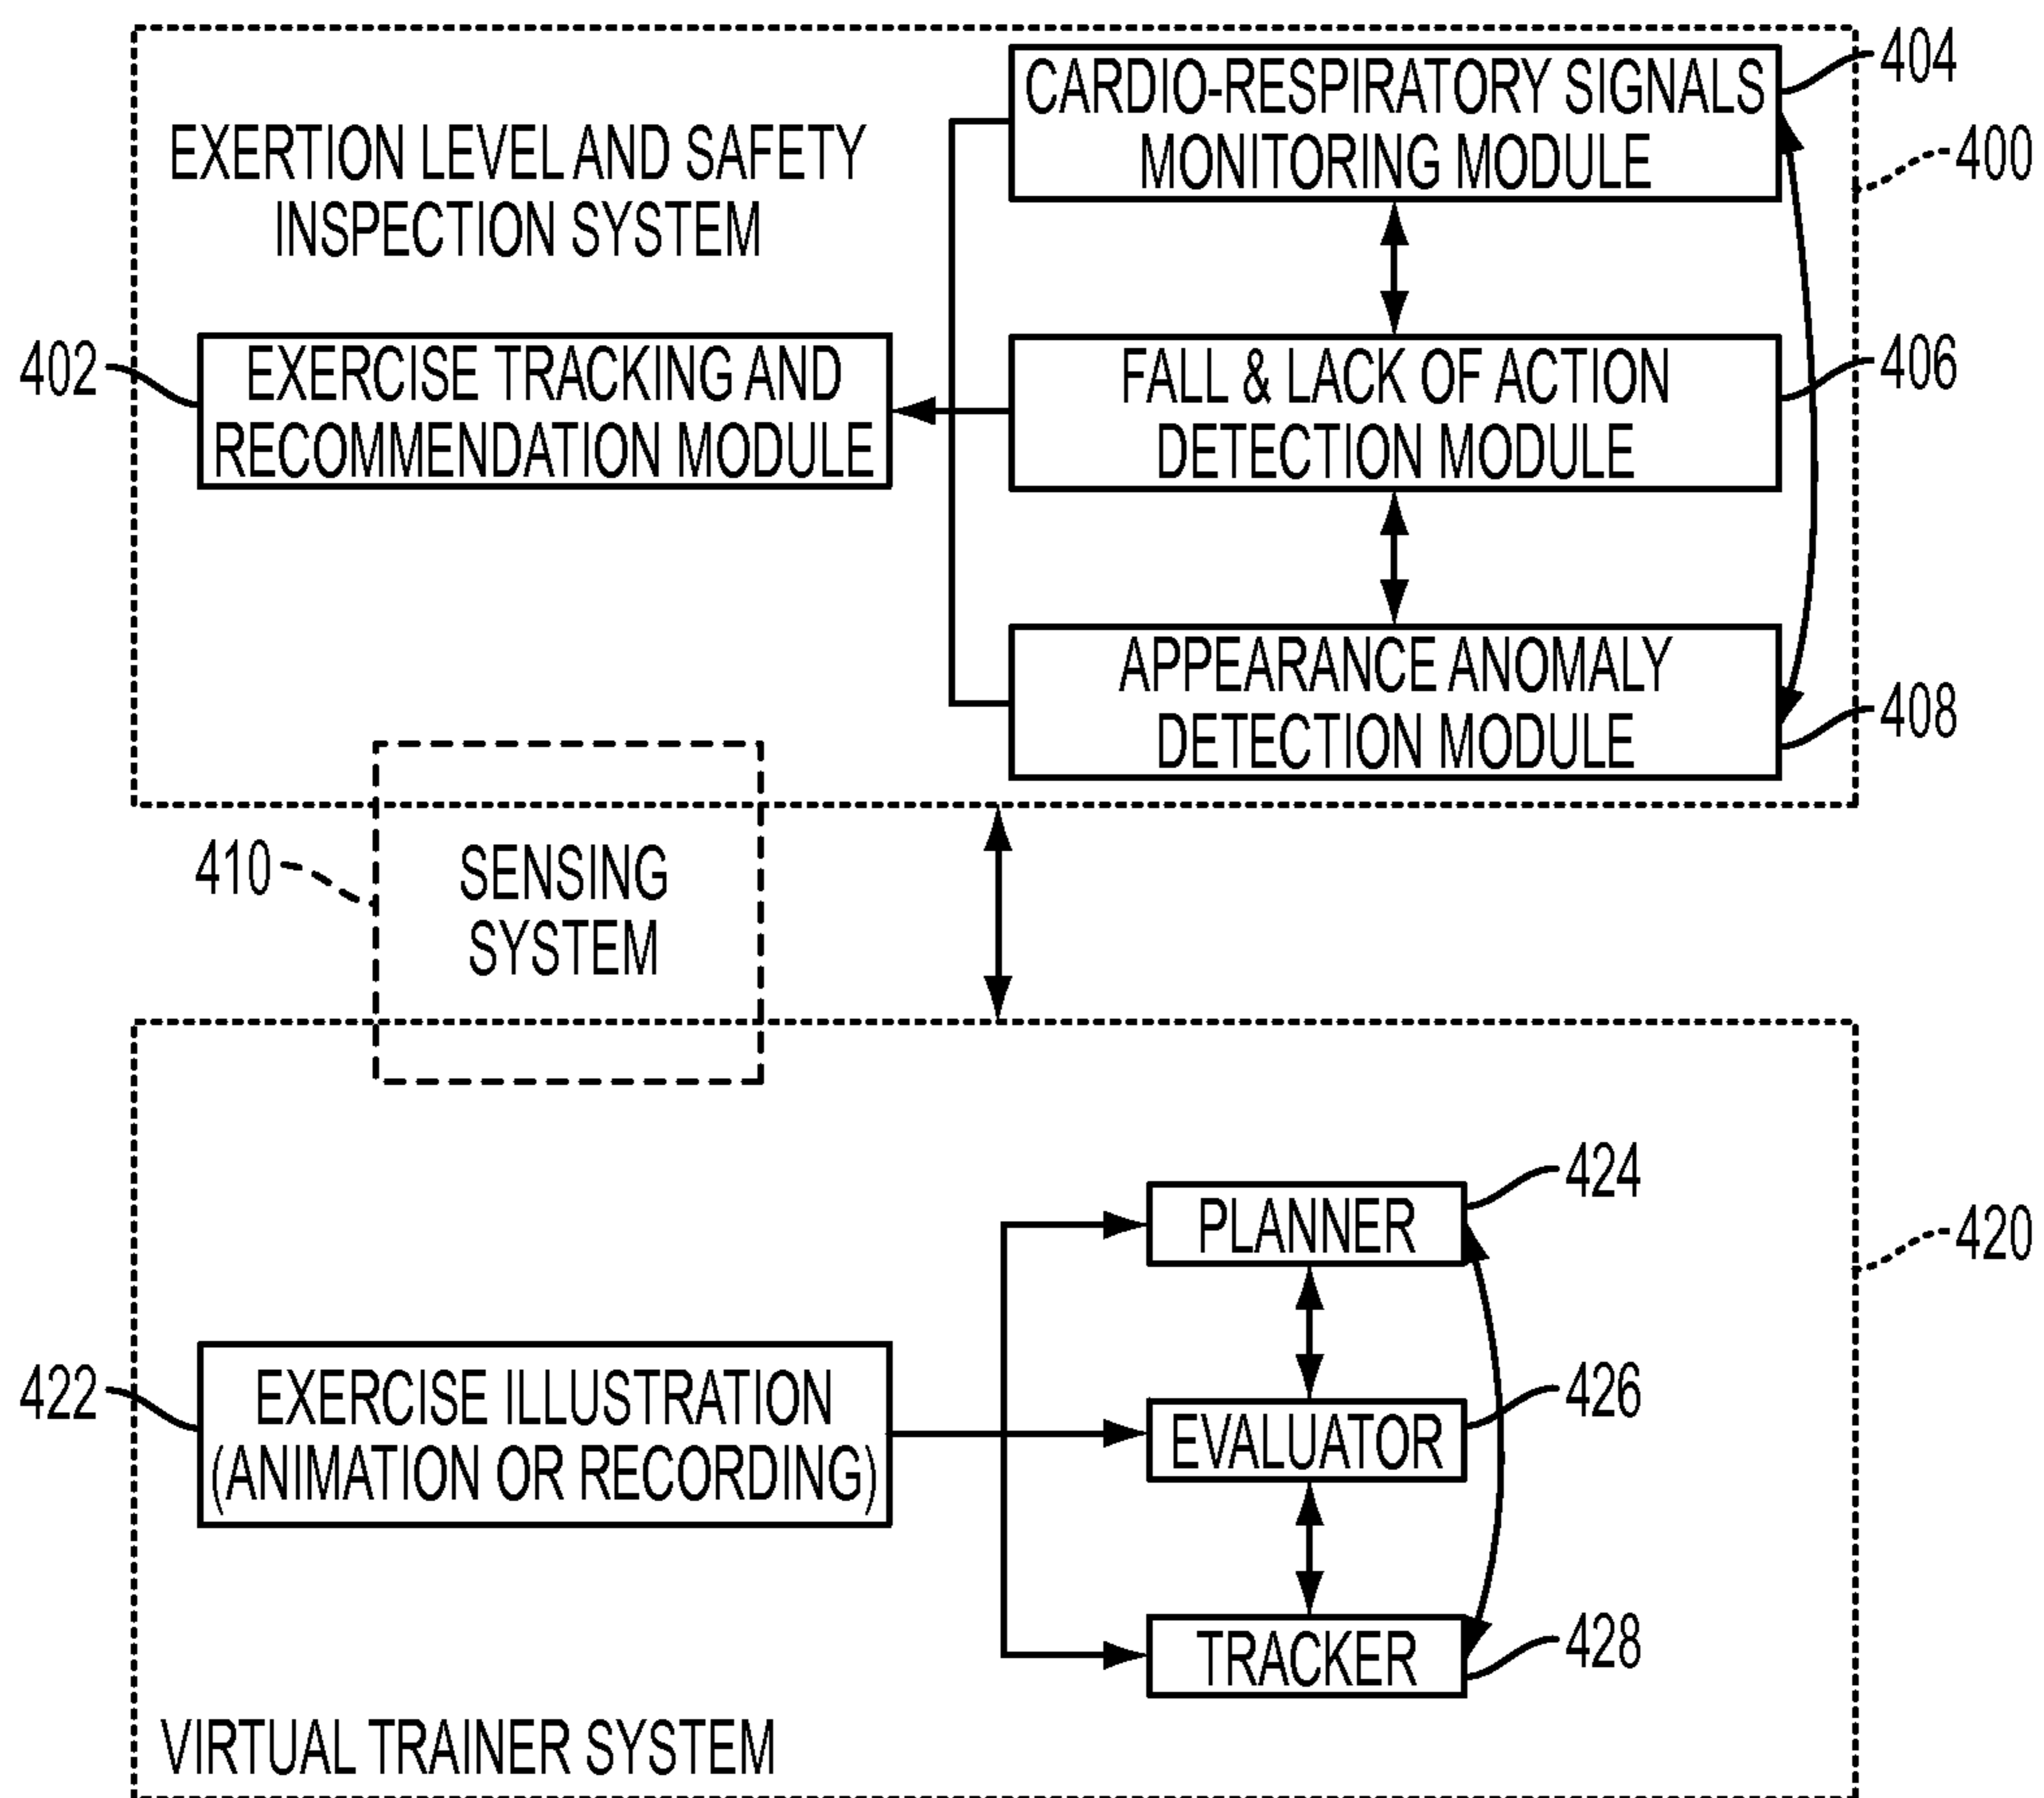 CARDIO-RESPIRATORY SIGNALS
MONITORING MODULE
404
400
EXERTION LEVEL AND SAFETY
INSPECTION SYSTEM
402
EXERCISE TRACKING AND
RECOMMENDATION MODULE
FALL & LACK OF ACTION
DETECTION MODULE
406
APPEARANCE ANOMALY
DETECTION MODULE
408
410
SENSING
SYSTEM
424
PLANNER
420
422
EXERCISE ILLUSTRATION
(ANIMATION OR RECORDING)
EVALUATOR
426
TRACKER
428
VIRTUAL TRAINER SYSTEM